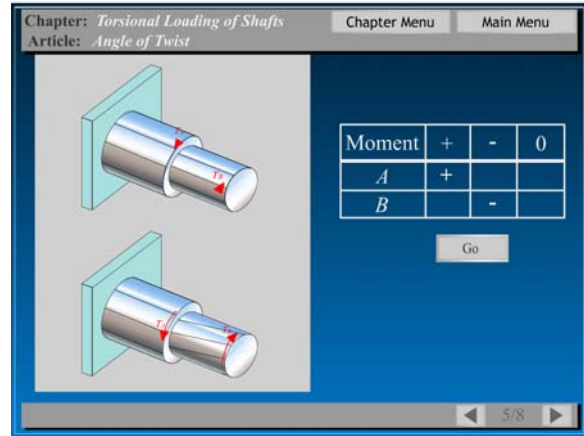 Chapter: Torsional Loading of Shafts
Article: Angle of Twist
Chapter Menu
Main Menu
Moment + - 0
A +
B -
Go
5/8